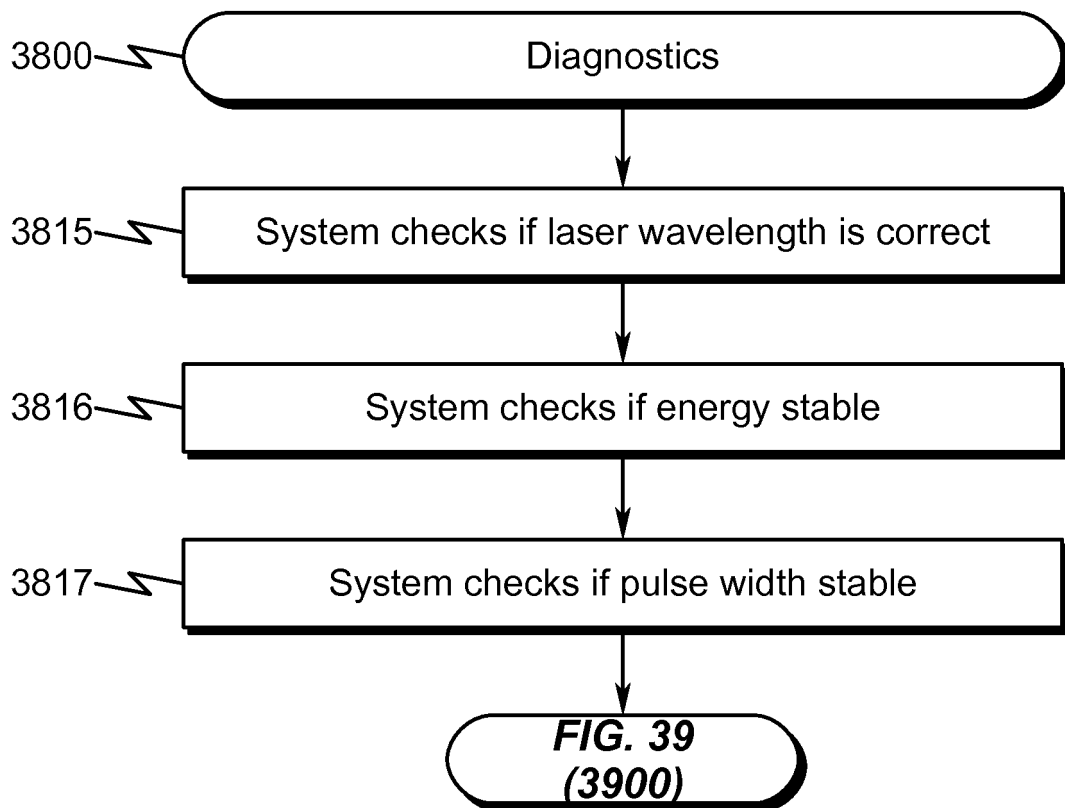 3800
Diagnostics
3815
System checks if laser wavelength is correct
3816
System checks if energy stable
3817
System checks if pulse width stable
FIG. 39
(3900)